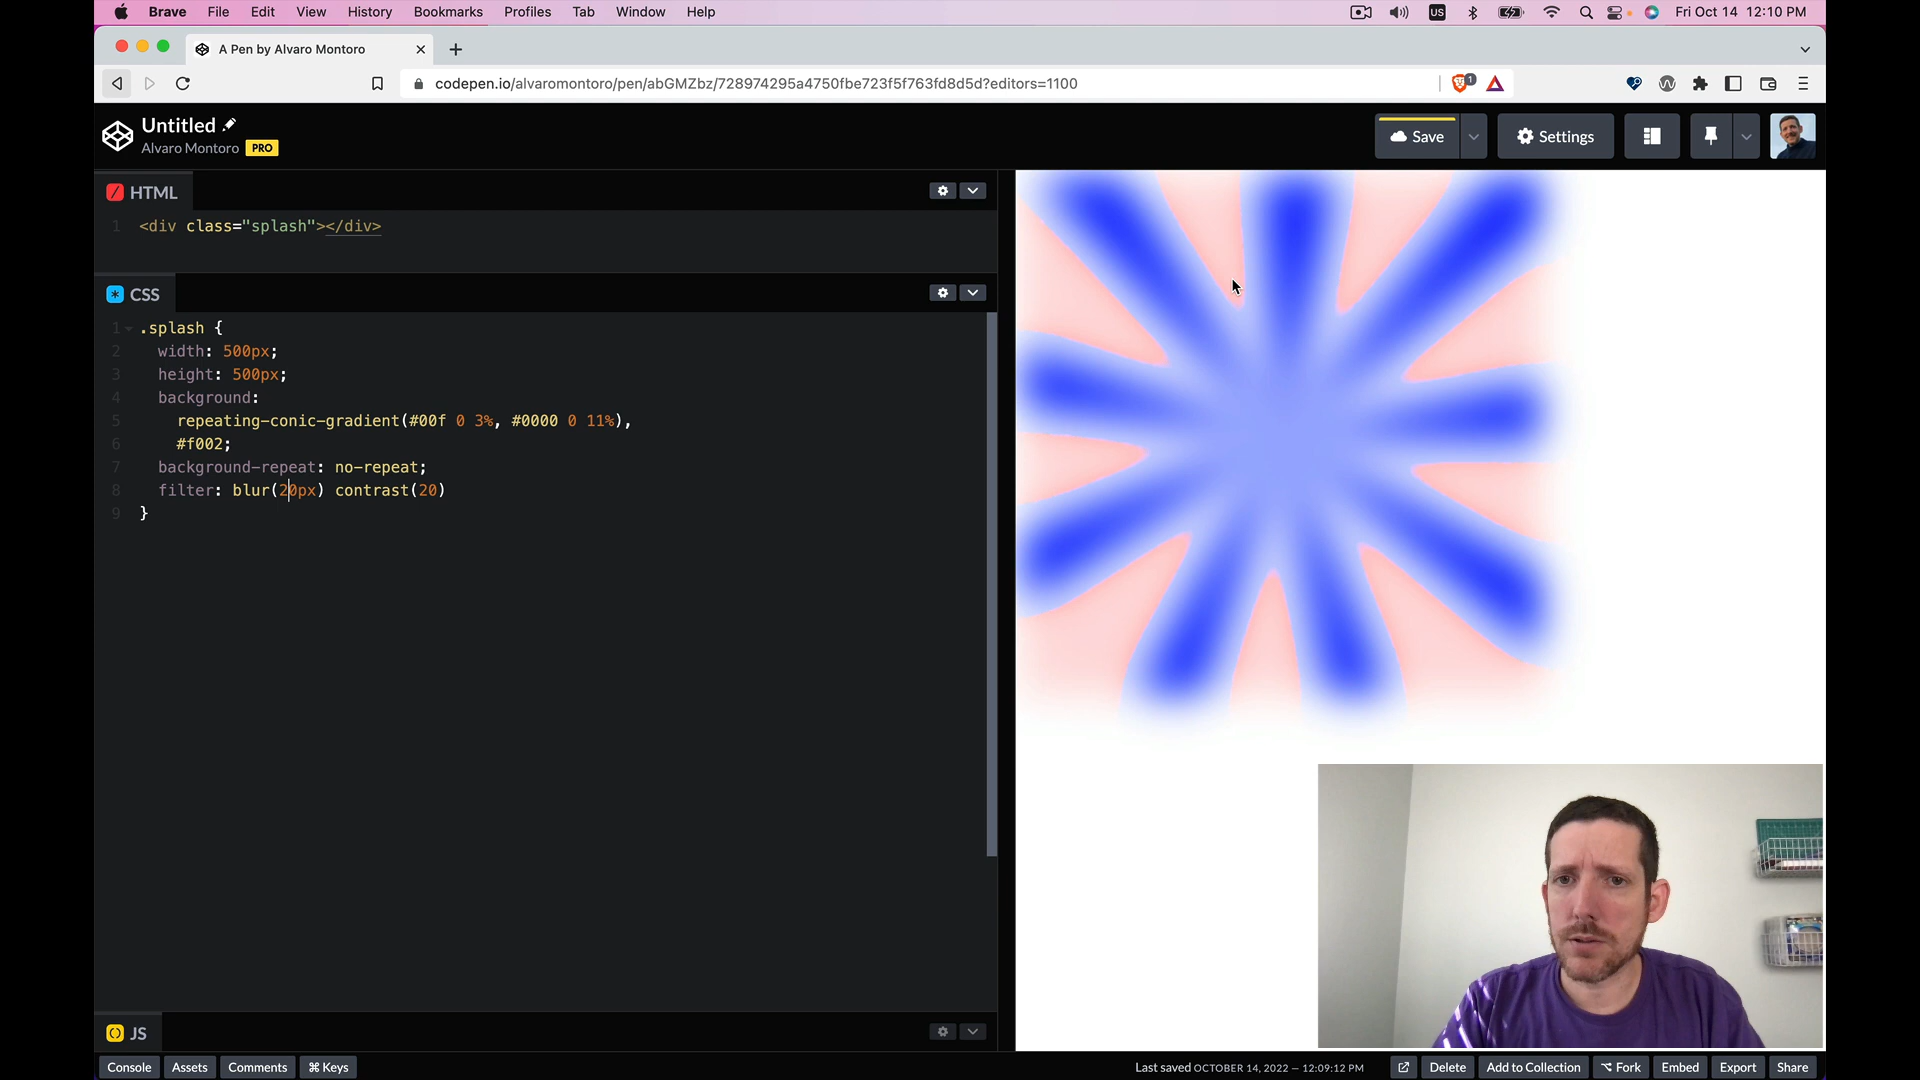 Brave File Edit View History Bookmarks Profiles Tab Window Help US Fri Oct 14 12:10 PM
A Pen by Alvaro Montoro
codepen.io/alvaromontoro/pen/abGMZbz/728974295a4750fbe723f5f763fd8d5d?editors=1100 1
Untitled
Alvaro Montoro PRO
Save Settings
HTML
1 <div class="splash"></div>
CSS
1 .splash {
2 width: 500px;
3 height: 500px;
4 background:
5 repeating-conic-gradient(#00f 0 3%, #0000 0 11%),
6 #f002;
7 background-repeat: no-repeat;
8 filter: blur(20px) contrast(20)
9 }
JS
Console Assets Comments ⌘ Keys Last saved OCTOBER 14, 2022 — 12:09:12 PM Delete Add to Collection Fork Embed Export Share